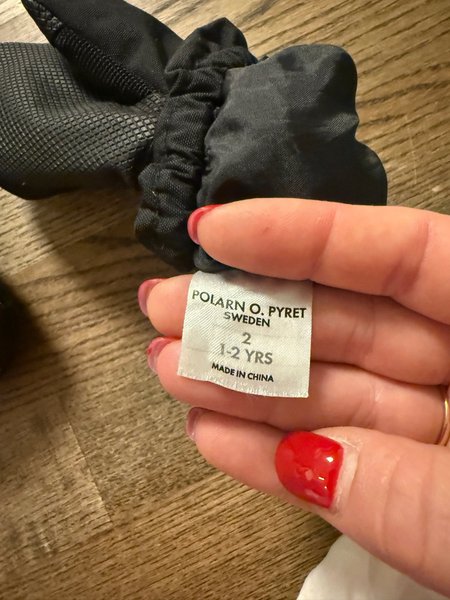 POLARN O. PYRET
SWEDEN
2
1-2 YRS
MADE IN CHINA